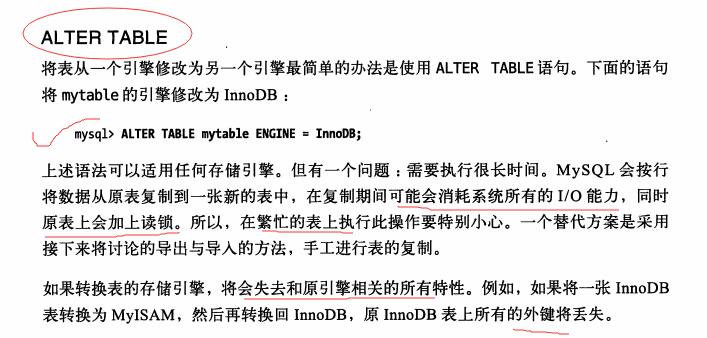 ALTER TABLE
将表从一个引擎修改为另一个引擎最简单的办法是使用 ALTER TABLE 语句。下面的语句
将 mytable 的引擎修改为 InnoDB :
mysql> ALTER TABLE mytable ENGINE = InnoDB;
上述语法可以适用任何存储引擎。但有一个问题 : 需要执行很长时间。MySQL 会按行
将数据从原表复制到一张新的表中，在复制期间可能会消耗系统所有的 I/O 能力，同时
原表上会加上读锁。所以，在繁忙的表上执行此操作要特别小心。一个替代方案是采用
接下来将讨论的导出与导入的方法，手工进行表的复制。
如果转换表的存储引擎，将会失去和原引擎相关的所有特性。例如，如果将一张 InnoDB
表转换为 MyISAM，然后再转换回 InnoDB，原 InnoDB 表上所有的外键将丢失。